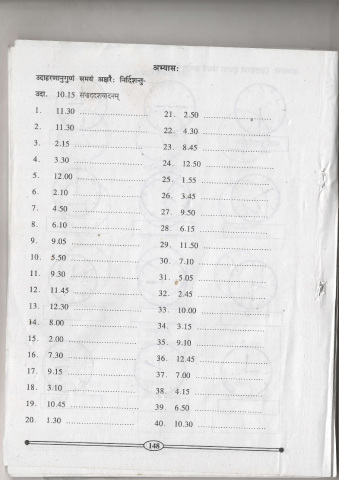 अभ्यासः
उदाहरणानुगुणं समयं अक्षरैः निर्दिशन्तु-
उदा. 10.15 सपाददशवादनम्
1. 11.30 ........................
2. 11.30 ........................
3. 2.15 ........................
4. 3.30 ........................
5. 12.00 ........................
6. 2.10 ........................
7. 4.50 ........................
8. 6.10 ........................
9. 9.05 ........................
10. 5.50 ........................
11. 9.30 ........................
12. 11.45 ........................
13. 12.30 ........................
14. 8.00 ........................
15. 2.00 ........................
16. 7.30 ........................
17. 9.15 ........................
18. 3.10 ........................
19. 10.45 ........................
20. 1.30 ........................
21. 2.50 ........................
22. 4.30 ........................
23. 8.45 ........................
24. 12.50 ........................
25. 1.55 ........................
26. 3.45 ........................
27. 9.50 ........................
28. 6.15 ........................
29. 11.50 ........................
30. 7.10 ........................
31. 5.05 ........................
32. 2.45 ........................
33. 10.00 ........................
34. 3.15 ........................
35. 9.10 ........................
36. 12.45 ........................
37. 7.00 ........................
38. 4.15 ........................
39. 6.50 ........................
40. 10.30 ........................
148